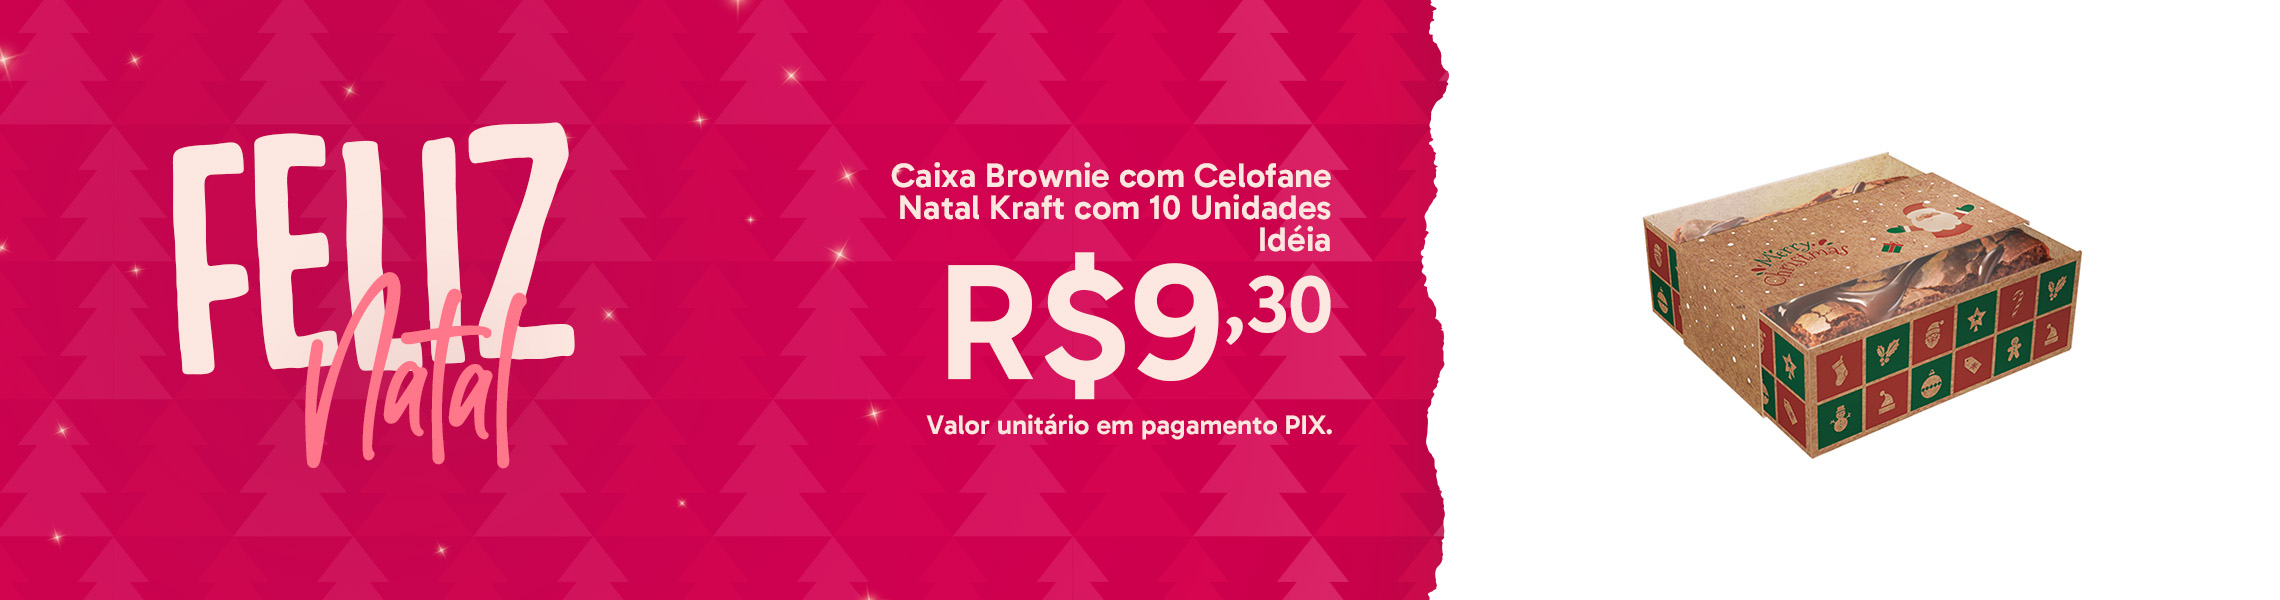 FELIZ
Natal
Caixa Brownie com Celofane
Natal Kraft com 10 Unidades
Idéia
R$9,30
Valor unitário em pagamento PIX.
Merry
Christmas